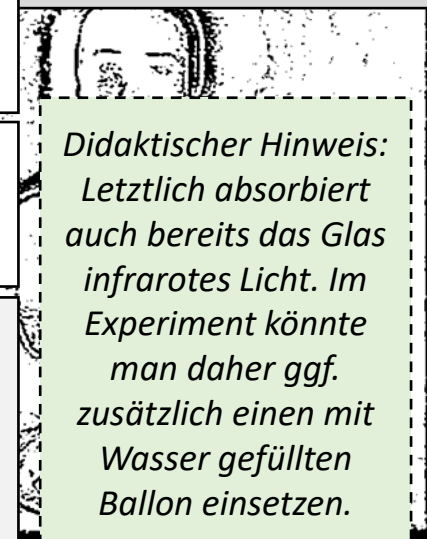 Didaktischer Hinweis:
Letztlich absorbiert
auch bereits das Glas
infrarotes Licht. Im
Experiment könnte
man daher ggf.
zusätzlich einen mit
Wasser gefüllten
Ballon einsetzen.